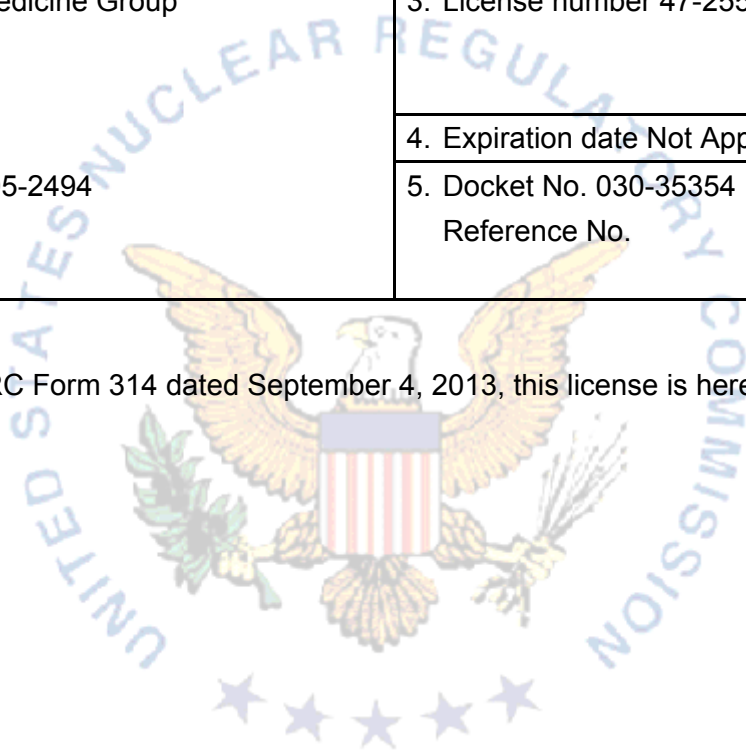 edicine Group
3. License number 47-255
4. Expiration date Not App
5-2494
5. Docket No. 030-35354
Reference No.
RC Form 314 dated September 4, 2013, this license is here
UNITED STATES NUCLEAR REGULATORY COMMISSION